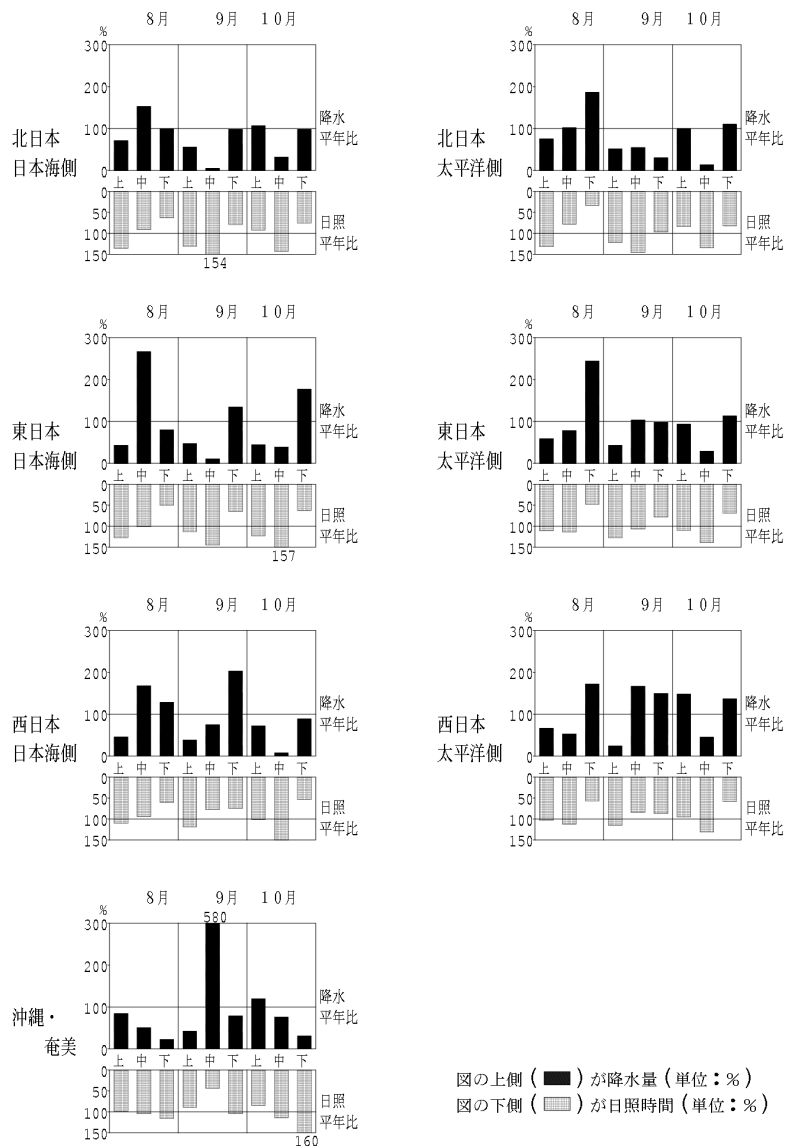 8月 9月 10月
%
300
200
100
0
降水
平年比
北日本
日本海側
上 中 下 上 中 下 上 中 下
0
50
100
150
日照
平年比
154
8月 9月 10月
%
300
200
100
0
降水
平年比
北日本
太平洋側
上 中 下 上 中 下 上 中 下
0
50
100
150
日照
平年比
8月 9月 10月
%
300
200
100
0
降水
平年比
東日本
日本海側
上 中 下 上 中 下 上 中 下
0
50
100
150
日照
平年比
157
8月 9月 10月
%
300
200
100
0
降水
平年比
東日本
太平洋側
上 中 下 上 中 下 上 中 下
0
50
100
150
日照
平年比
8月 9月 10月
%
300
200
100
0
降水
平年比
西日本
日本海側
上 中 下 上 中 下 上 中 下
0
50
100
150
日照
平年比
8月 9月 10月
%
300
200
100
0
降水
平年比
西日本
太平洋側
上 中 下 上 中 下 上 中 下
0
50
100
150
日照
平年比
8月 9月 10月
%
580
300
200
100
0
降水
平年比
沖縄・
奄美
上 中 下 上 中 下 上 中 下
0
50
100
150
日照
平年比
160
図の上側(■)が降水量(単位:%)
図の下側( )が日照時間(単位:%)